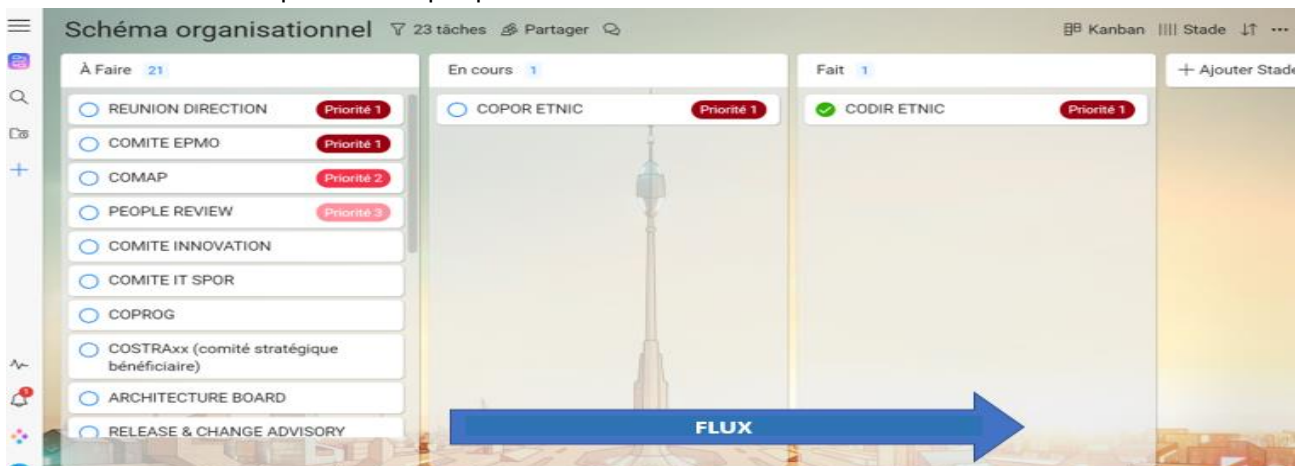 Schéma organisationnel 23 tâches Partager Kanban Stade
À Faire 21
REUNION DIRECTION Priorité 1
COMITE EPMO Priorité 1
COMAP Priorité 2
PEOPLE REVIEW Priorité 3
COMITE INNOVATION
COMITE IT SPOR
COPROG
COSTRAxx (comité stratégique
bénéficiaire)
ARCHITECTURE BOARD
RELEASE & CHANGE ADVISORY
En cours 1
COPOR ETNIC Priorité 1
Fait 1
CODIR ETNIC Priorité 1
+ Ajouter Stade
FLUX